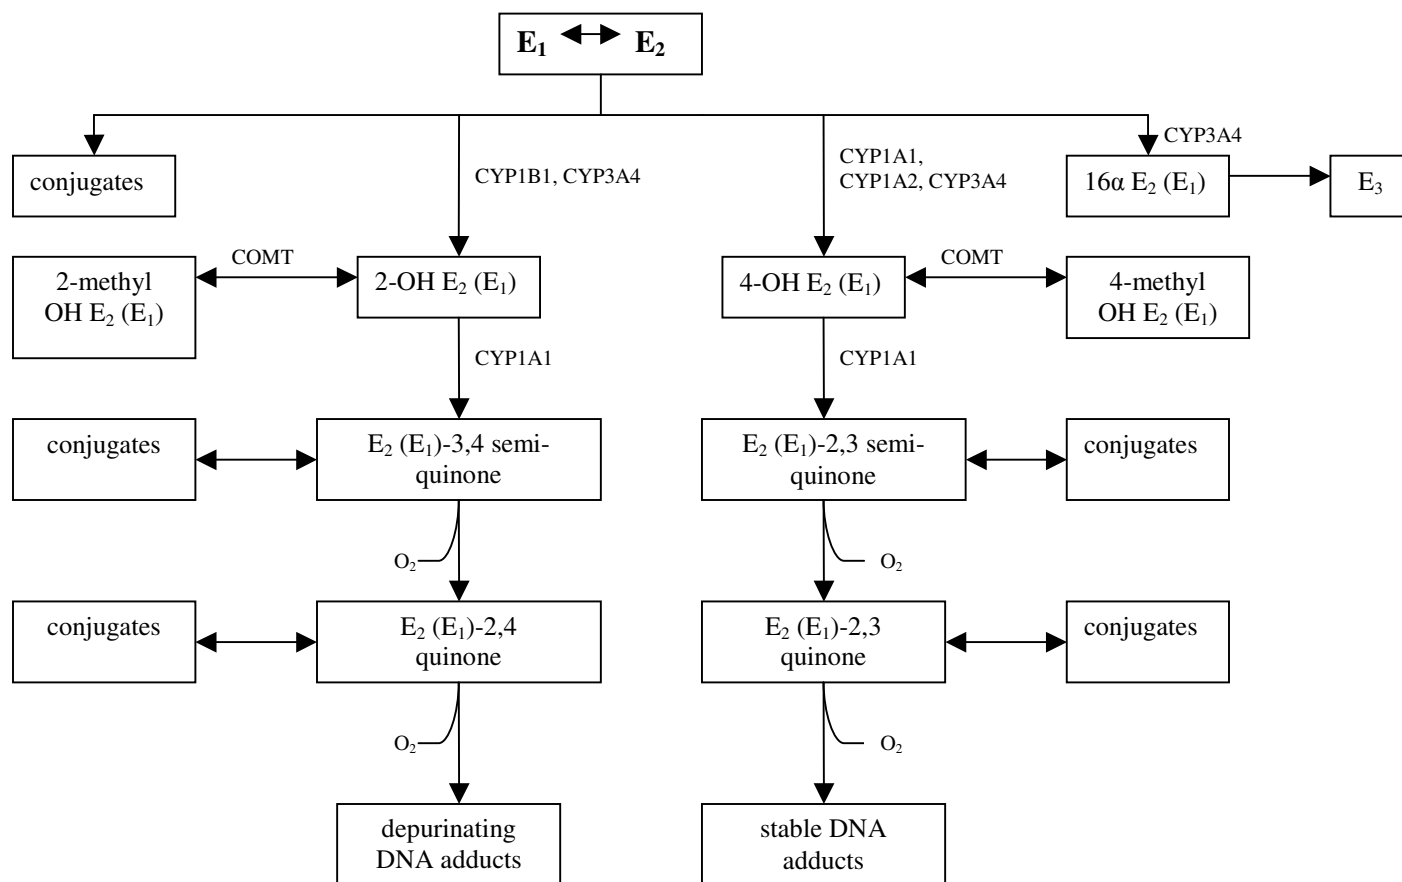 E₁ E₂
CYP3A4
conjugates
CYP1B1, CYP3A4
CYP1A1,
CYP1A2, CYP3A4
16α E₂ (E₁)
E₃
2-methyl
OH E₂ (E₁)
COMT
2-OH E₂ (E₁)
4-OH E₂ (E₁)
COMT
4-methyl
OH E₂ (E₁)
CYP1A1
CYP1A1
conjugates
E₂ (E₁)-3,4 semi-
quinone
E₂ (E₁)-2,3 semi-
quinone
conjugates
O₂
O₂
conjugates
E₂ (E₁)-2,4
quinone
E₂ (E₁)-2,3
quinone
conjugates
O₂
O₂
depurinating
DNA adducts
stable DNA
adducts